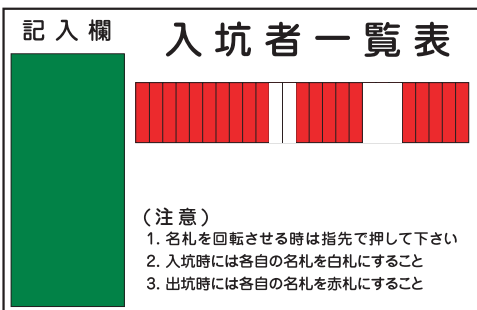 記入欄
入坑者一覧表
(注意)
1. 名札を回転させる時は指先で押して下さい
2. 入坑時には各自の名札を白札にすること
3. 出坑時には各自の名札を赤札にすること